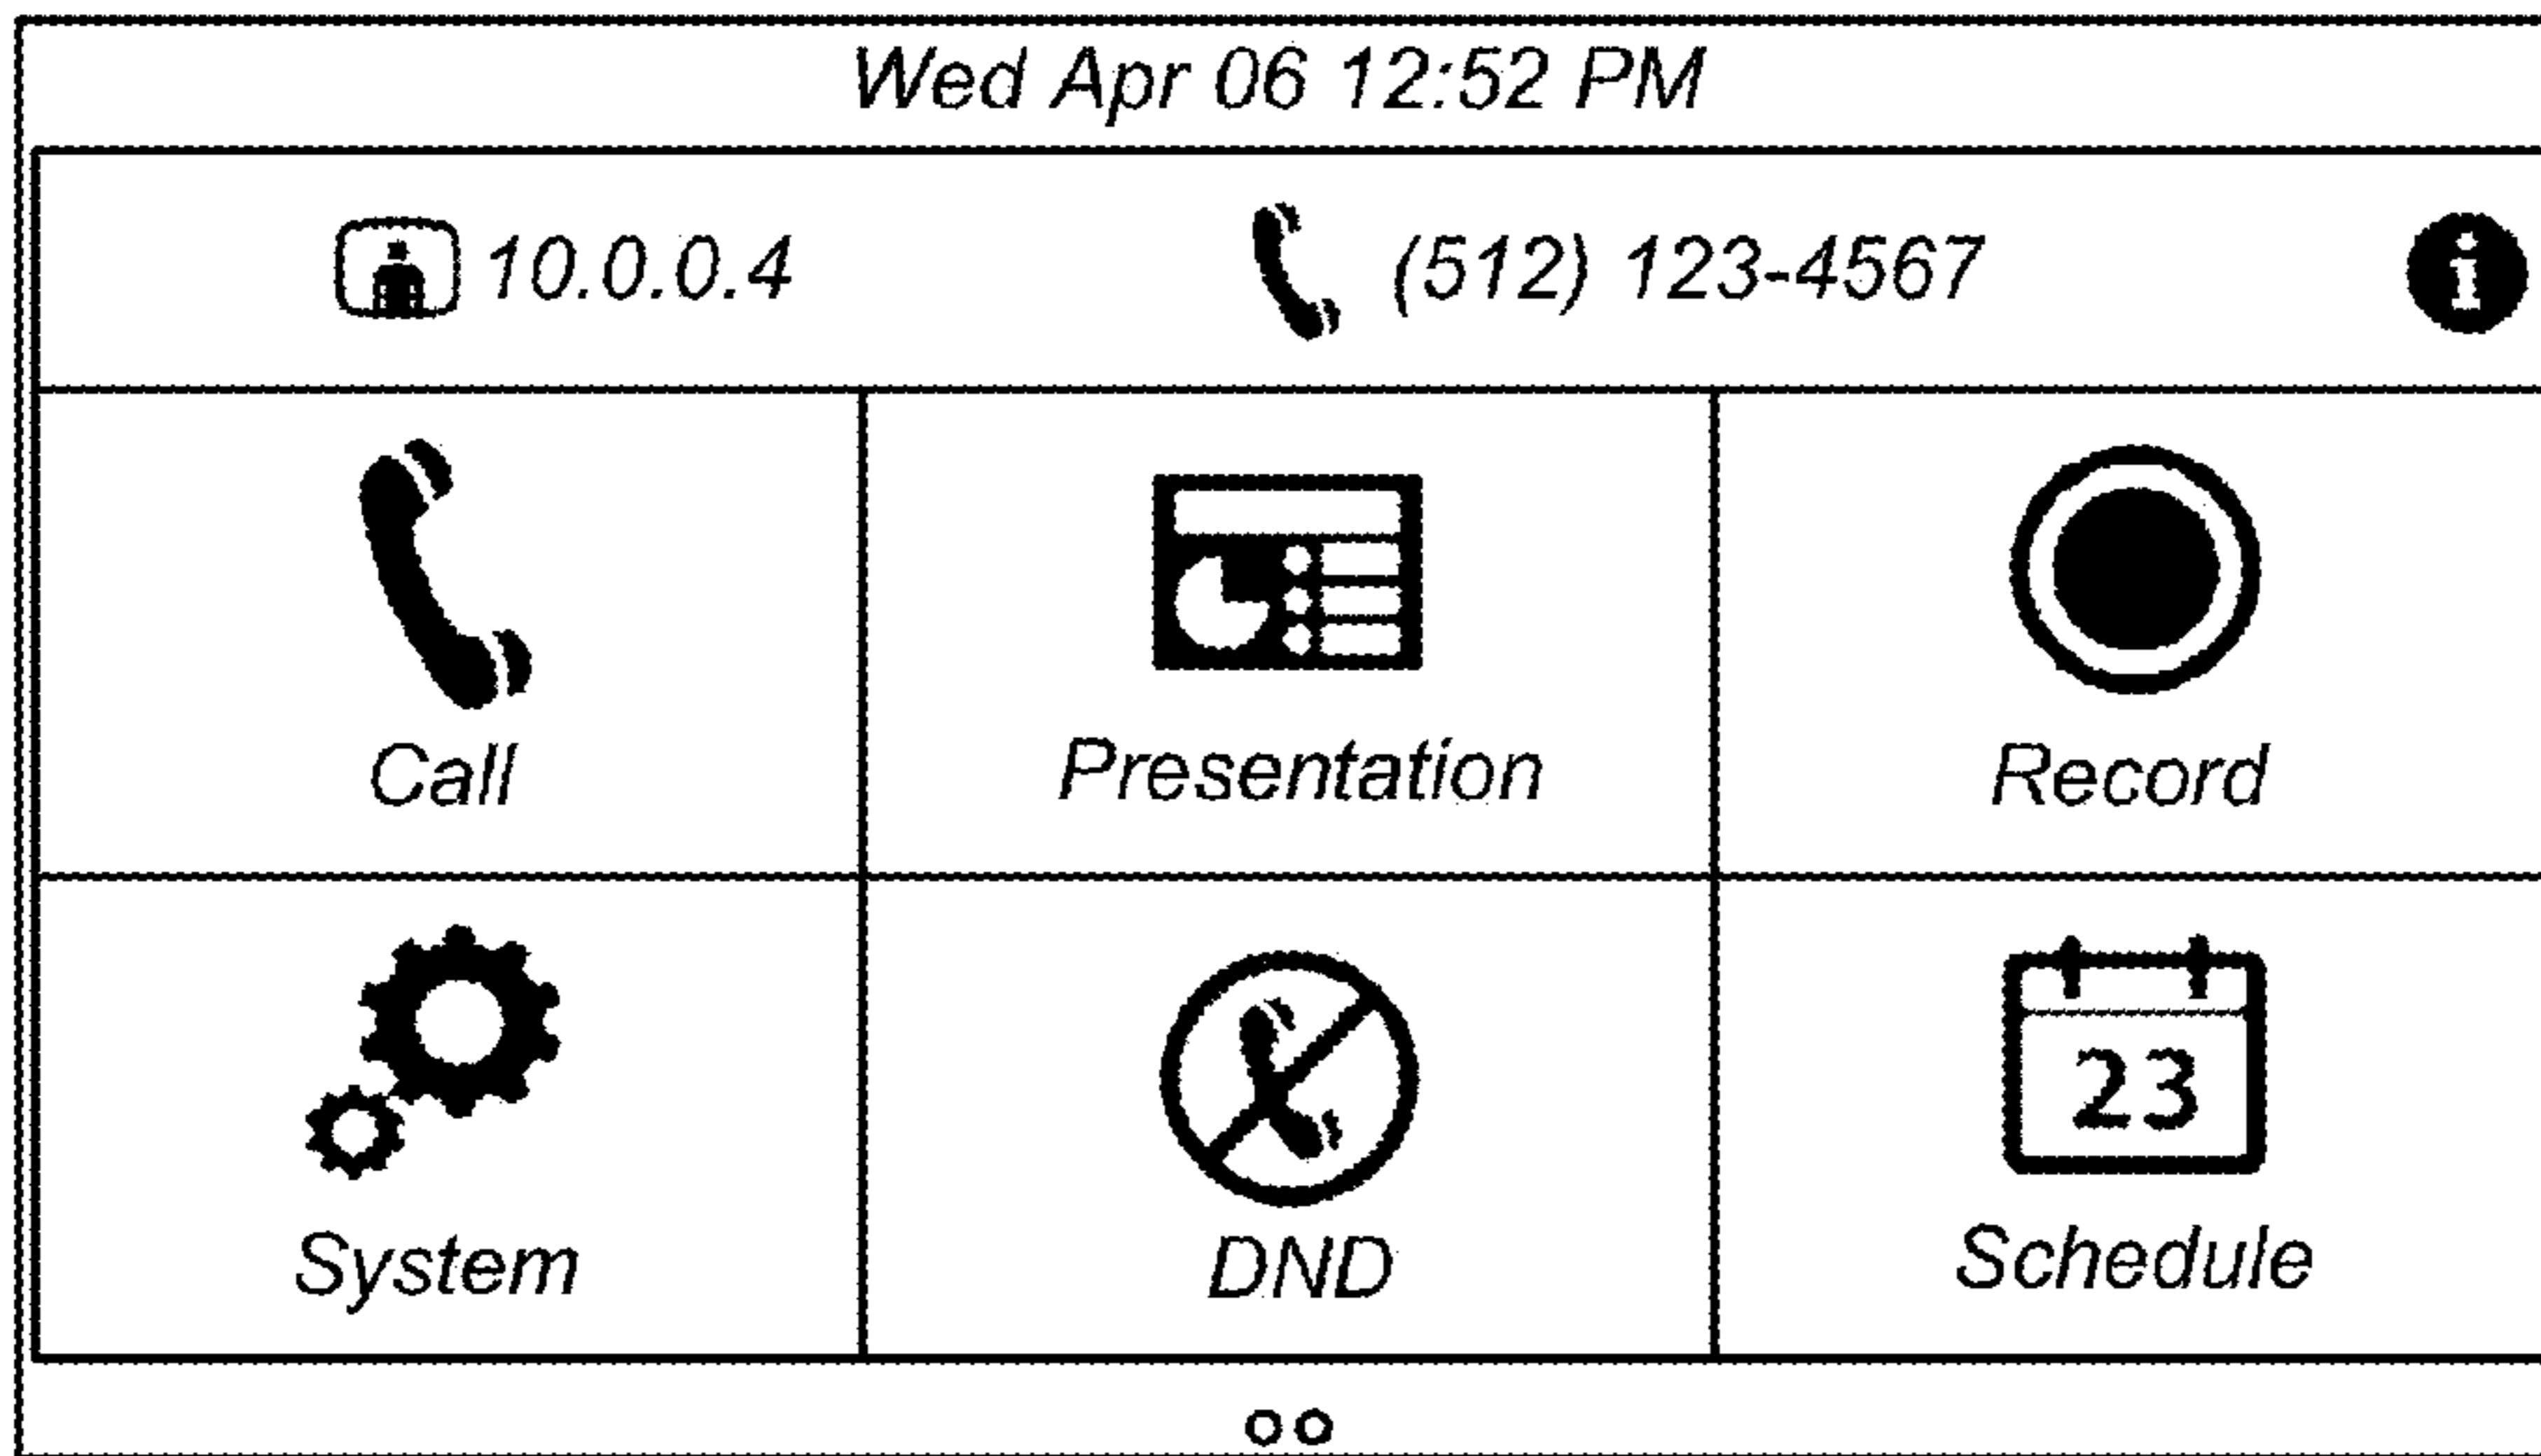 Wed Apr 06 12:52 PM
10.0.0.4 (512) 123-4567 i
Call Presentation Record
23
System DND Schedule